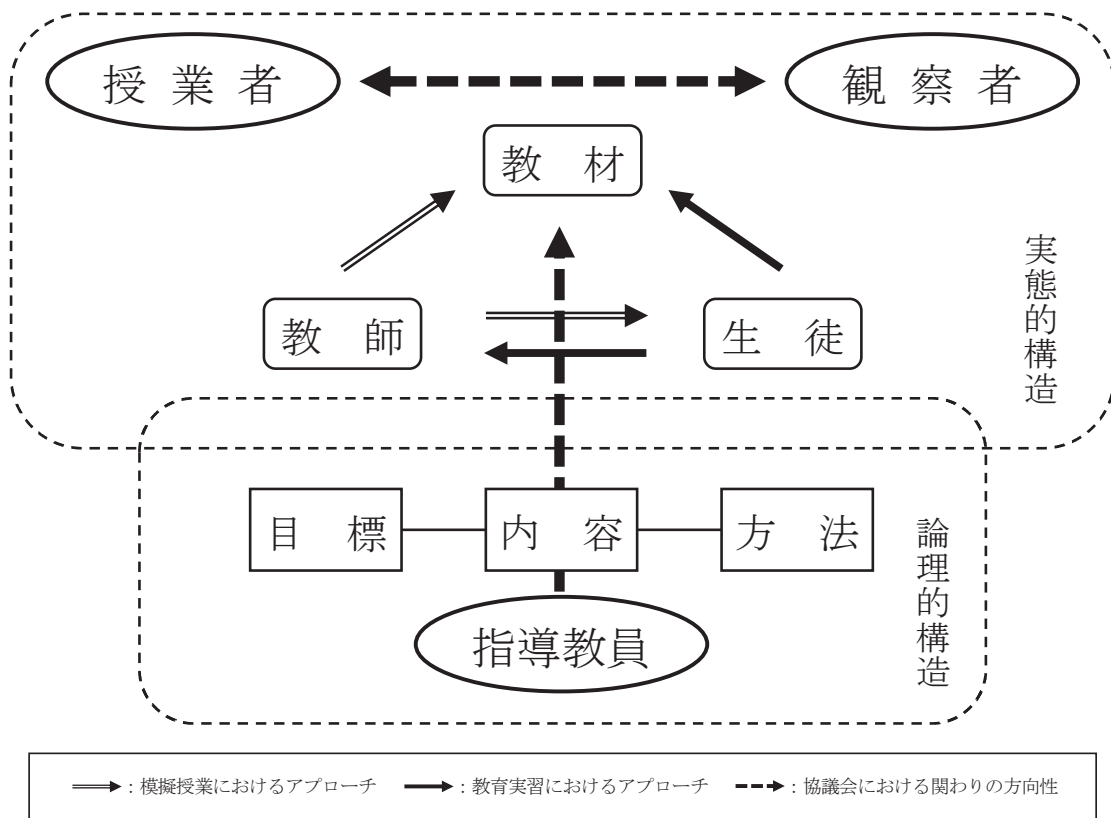 授業者
観察者
教材
教師
生徒
実態的構造
目標
内容
方法
指導教員
論理的構造
：模擬授業におけるアプローチ
：教育実習におけるアプローチ
：協議会における関わりの方向性